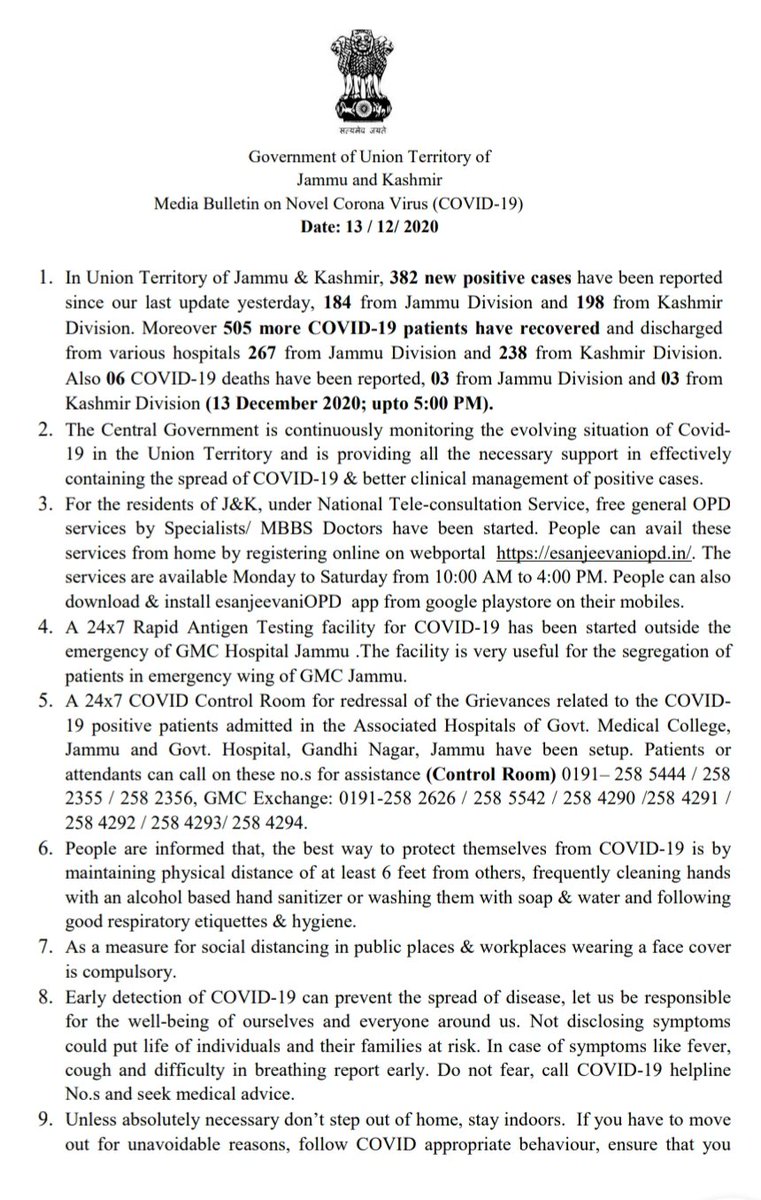 सत्यमेव जयते
Government of Union Territory of
Jammu and Kashmir
Media Bulletin on Novel Corona Virus (COVID-19)
Date: 13 / 12/ 2020
1. In Union Territory of Jammu & Kashmir, 382 new positive cases have been reported
since our last update yesterday, 184 from Jammu Division and 198 from Kashmir
Division. Moreover 505 more COVID-19 patients have recovered and discharged
from various hospitals 267 from Jammu Division and 238 from Kashmir Division.
Also 06 COVID-19 deaths have been reported, 03 from Jammu Division and 03 from
Kashmir Division (13 December 2020; upto 5:00 PM).
2. The Central Government is continuously monitoring the evolving situation of Covid-
19 in the Union Territory and is providing all the necessary support in effectively
containing the spread of COVID-19 & better clinical management of positive cases.
3. For the residents of J&K, under National Tele-consultation Service, free general OPD
services by Specialists/ MBBS Doctors have been started. People can avail these
services from home by registering online on webportal https://esanjeevaniopd.in/. The
services are available Monday to Saturday from 10:00 AM to 4:00 PM. People can also
download & install esanjeevaniOPD app from google playstore on their mobiles.
4. A 24x7 Rapid Antigen Testing facility for COVID-19 has been started outside the
emergency of GMC Hospital Jammu .The facility is very useful for the segregation of
patients in emergency wing of GMC Jammu.
5. A 24x7 COVID Control Room for redressal of the Grievances related to the COVID-
19 positive patients admitted in the Associated Hospitals of Govt. Medical College,
Jammu and Govt. Hospital, Gandhi Nagar, Jammu have been setup. Patients or
attendants can call on these no.s for assistance (Control Room) 0191– 258 5444 / 258
2355 / 258 2356, GMC Exchange: 0191-258 2626 / 258 5542 / 258 4290 /258 4291 /
258 4292 / 258 4293/ 258 4294.
6. People are informed that, the best way to protect themselves from COVID-19 is by
maintaining physical distance of at least 6 feet from others, frequently cleaning hands
with an alcohol based hand sanitizer or washing them with soap & water and following
good respiratory etiquettes & hygiene.
7. As a measure for social distancing in public places & workplaces wearing a face cover
is compulsory.
8. Early detection of COVID-19 can prevent the spread of disease, let us be responsible
for the well-being of ourselves and everyone around us. Not disclosing symptoms
could put life of individuals and their families at risk. In case of symptoms like fever,
cough and difficulty in breathing report early. Do not fear, call COVID-19 helpline
No.s and seek medical advice.
9. Unless absolutely necessary don’t step out of home, stay indoors. If you have to move
out for unavoidable reasons, follow COVID appropriate behaviour, ensure that you